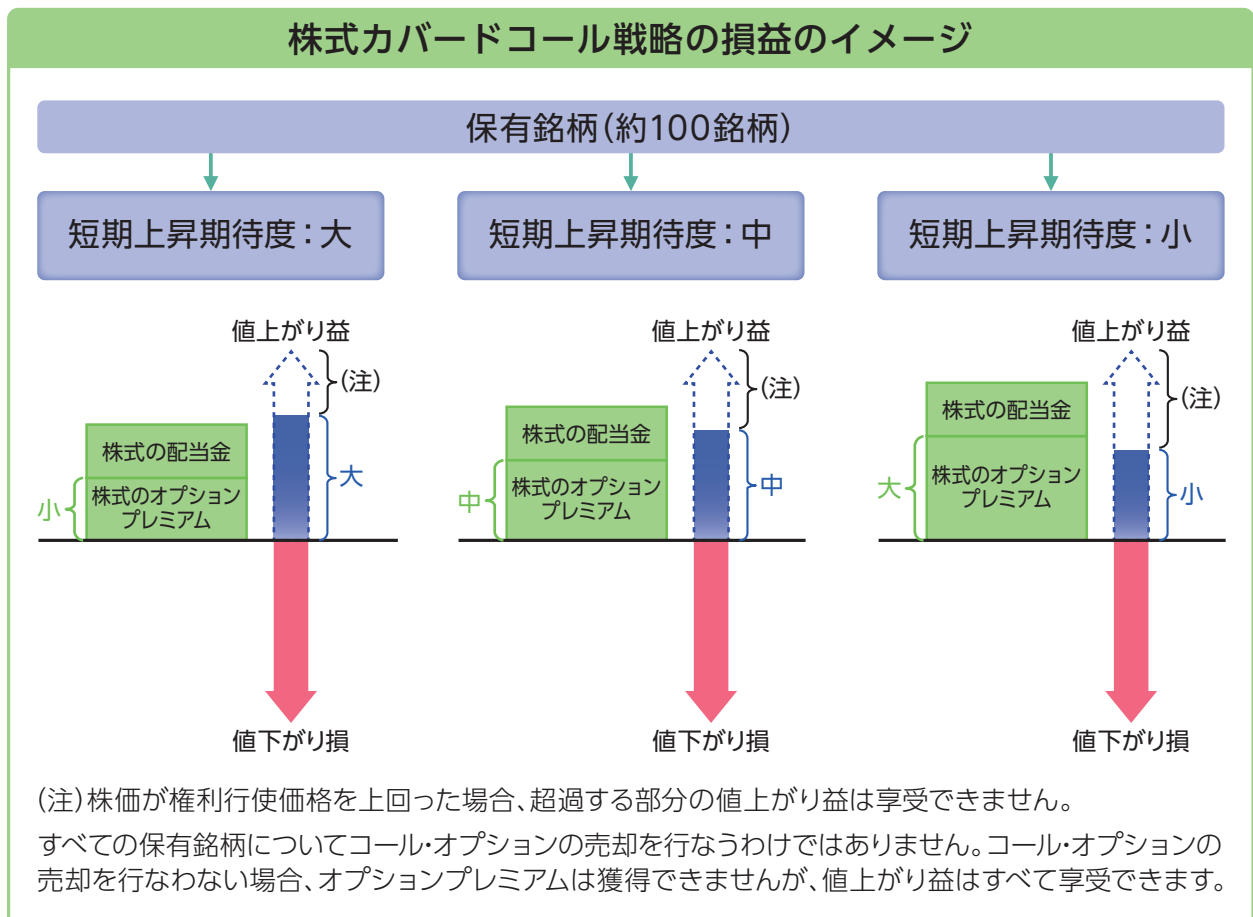 株式カバードコール戦略の損益のイメージ
保有銘柄(約100銘柄)
短期上昇期待度:大
短期上昇期待度:中
短期上昇期待度:小
値上がり益
(注)
株式の配当金
株式のオプション
プレミアム
小
大
値下がり損
値上がり益
(注)
株式の配当金
株式のオプション
プレミアム
中
中
値下がり損
値上がり益
(注)
株式の配当金
株式のオプション
プレミアム
大
小
値下がり損
(注)株価が権利行使価格を上回った場合、超過する部分の値上がり益は享受できません。
すべての保有銘柄についてコール・オプションの売却を行なうわけではありません。コール・オプションの
売却を行なわない場合、オプションプレミアムは獲得できませんが、値上がり益はすべて享受できます。